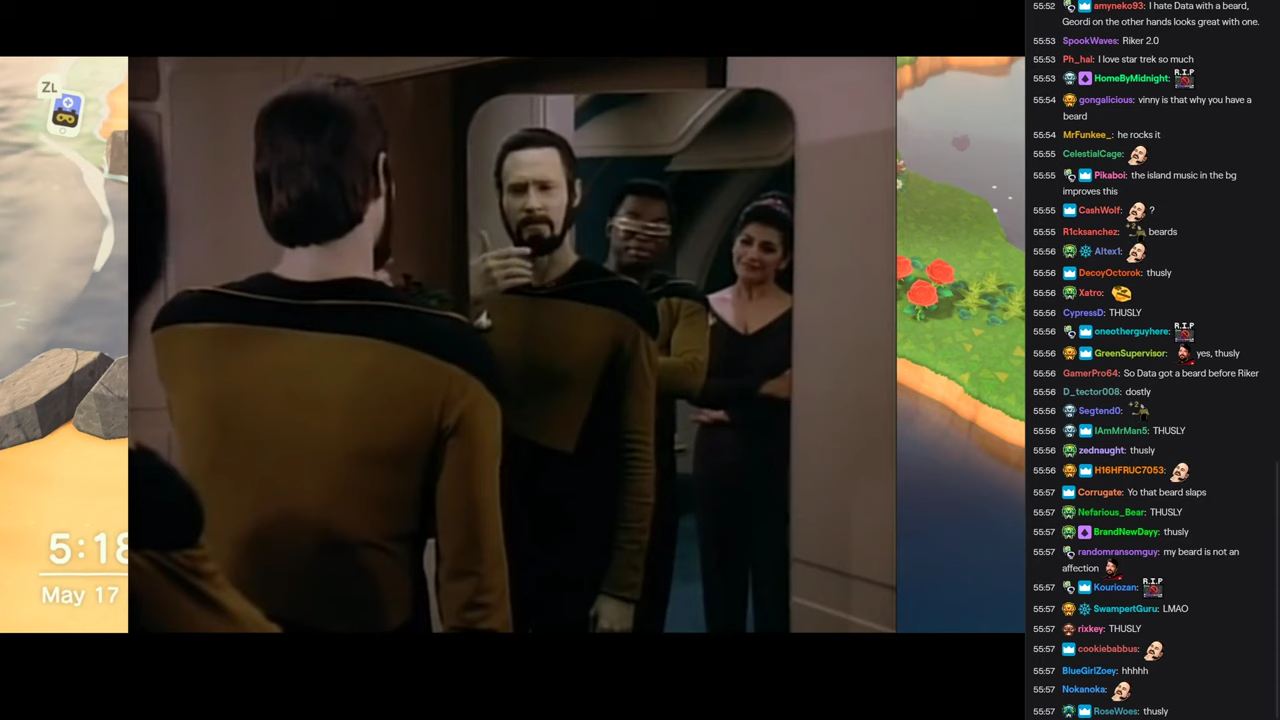 ZL
5:18
May 17
55:52 amyneko93: I hate Data with a beard,
Geordi on the other hands looks great with one.
55:53 SpookWaves: Riker 2.0
55:53 Ph_hal: I love star trek so much
55:53 HomeByMidnight: R.I.P
55:54 gongalicious: vinny is that why you have a
beard
55:54 MrFunkee_: he rocks it
55:55 CelestialCage:
55:55 Pikaboi: the island music in the bg
improves this
55:55 CashWolf: ?
55:55 R1cksanchez: +2 beards
55:56 Altex1:
55:56 DecoyOctorok: thusly
55:56 Xatro:
55:56 CypressD: THUSLY
55:56 oneotherguyhere: R.I.P
55:56 GreenSupervisor: yes, thusly
55:56 GamerPro64: So Data got a beard before Riker
55:56 D_tector008: dostly
55:56 Segtend0: +2
55:56 IAmMrMan5: THUSLY
55:56 zednaught: thusly
55:56 H16HFRUC7053:
55:57 Corrugate: Yo that beard slaps
55:57 Nefarious_Bear: THUSLY
55:57 BrandNewDayy: thusly
55:57 randomransomguy: my beard is not an
affection
55:57 Kouriozan: R.I.P
55:57 SwampertGuru: LMAO
55:57 rixkey: THUSLY
55:57 cookiebabbus:
55:57 BlueGirlZoey: hhhhh
55:57 Nokanoka:
55:57 RoseWoes: thusly